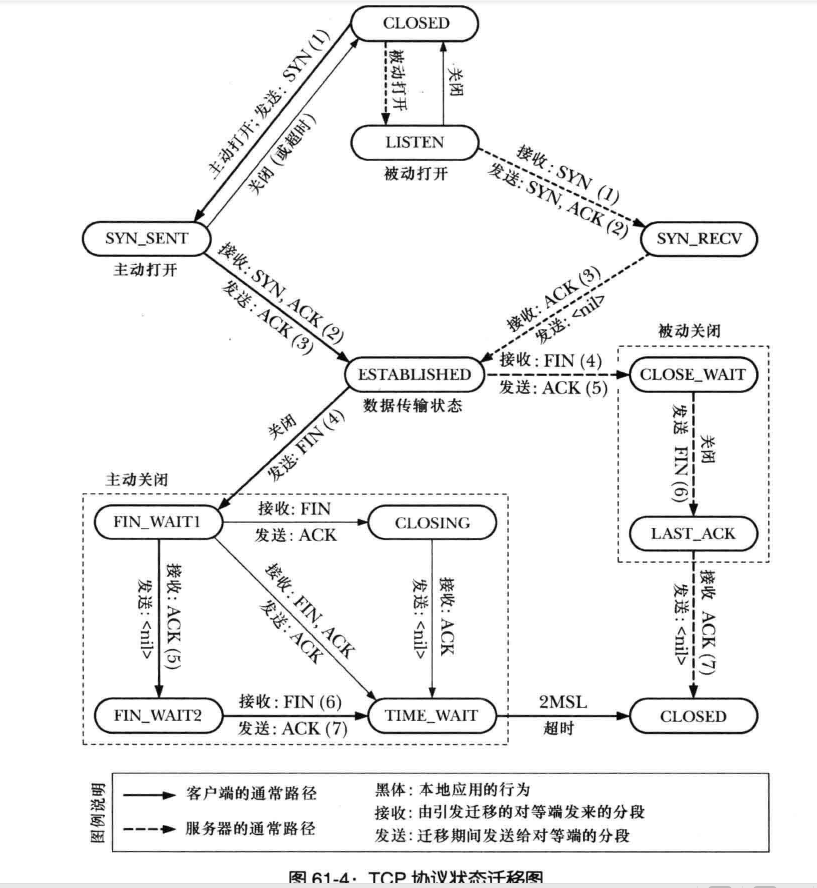 CLOSED
主动打开; 发送: SYN (1)
关闭 (或超时)
被动打开
关闭
LISTEN
被动打开
接收: SYN (1)
发送: SYN, ACK (2)
SYN_SENT
主动打开
SYN_RECV
接收: SYN, ACK (2)
发送: ACK (3)
接收: ACK (3)
发送: <nil>
ESTABLISHED
数据传输状态
接收: FIN (4)
发送: ACK (5)
被动关闭
CLOSE_WAIT
关闭
发送 FIN (6)
LAST_ACK
接收 ACK (7)
发送: <nil>
CLOSED
关闭
发送: FIN (4)
主动关闭
FIN_WAIT1
接收: FIN
发送: ACK
CLOSING
接收: ACK (5)
发送: <nil>
接收: FIN, ACK
发送: ACK
接收: ACK
发送: <nil>
FIN_WAIT2
接收: FIN (6)
发送: ACK (7)
TIME_WAIT
2MSL
超时
图例说明
客户端的通常路径
服务器的通常路径
黑体: 本地应用的行为
接收: 由引发迁移的对等端发来的分段
发送: 迁移期间发送给对等端的分段
图 61-4: TCP 协议状态迁移图